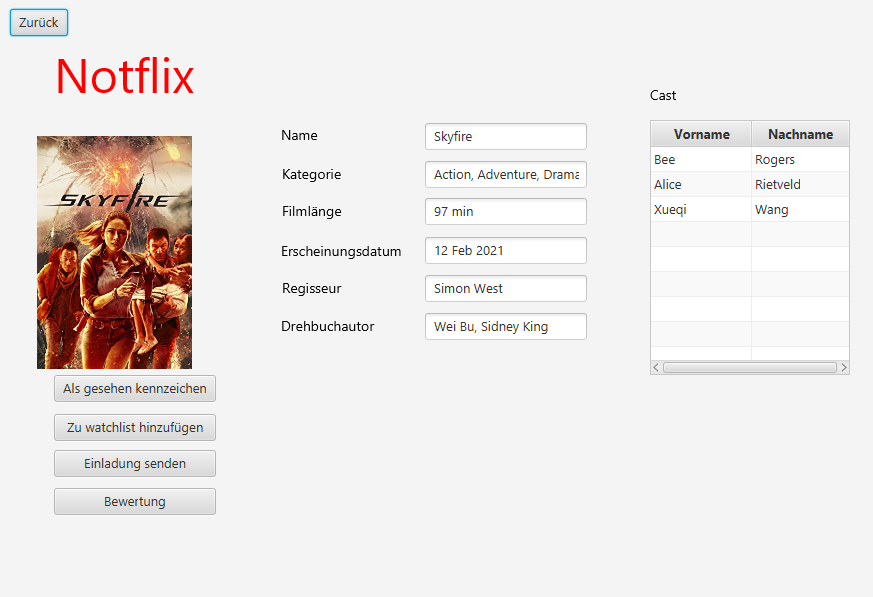 Zurück
Notflix
SKYFIRE
Als gesehen kennzeichen
Zu watchlist hinzufügen
Einladung senden
Bewertung
Name Skyfire
Kategorie Action, Adventure, Drama
Filmlänge 97 min
Erscheinungsdatum 12 Feb 2021
Regisseur Simon West
Drehbuchautor Wei Bu, Sidney King
Cast
Vorname Nachname
Bee Rogers
Alice Rietveld
Xueqi Wang